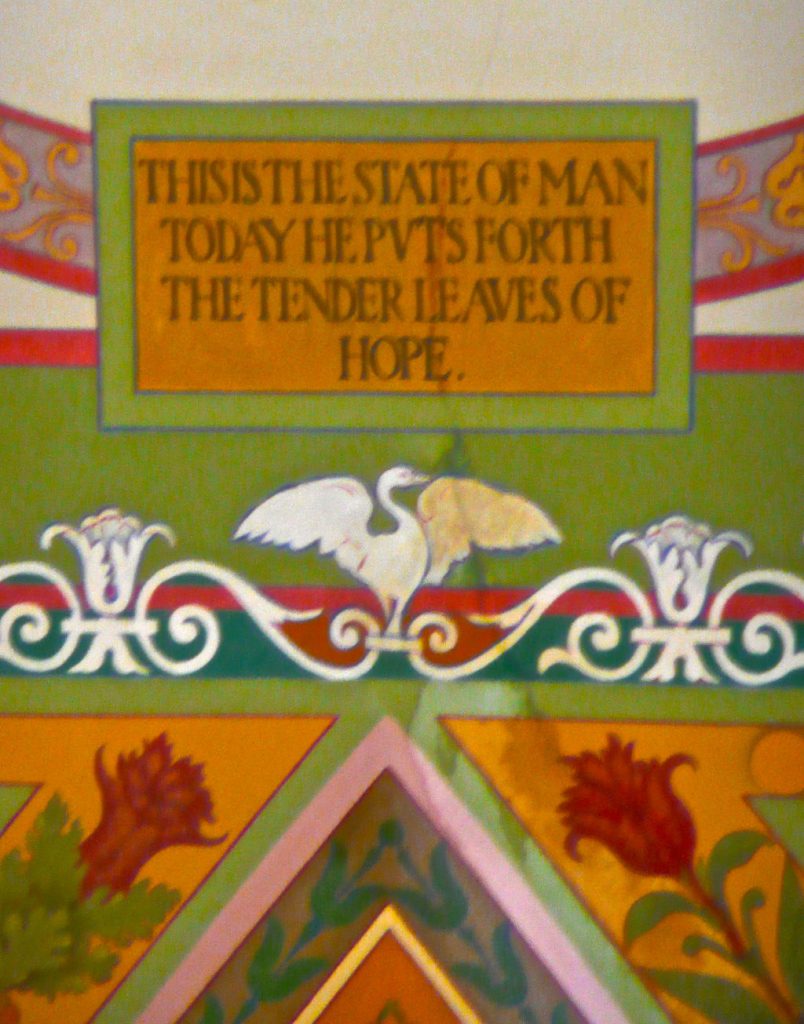 THIS IS THE STATE OF MAN
TODAY HE PVTS FORTH
THE TENDER LEAVES OF
HOPE.